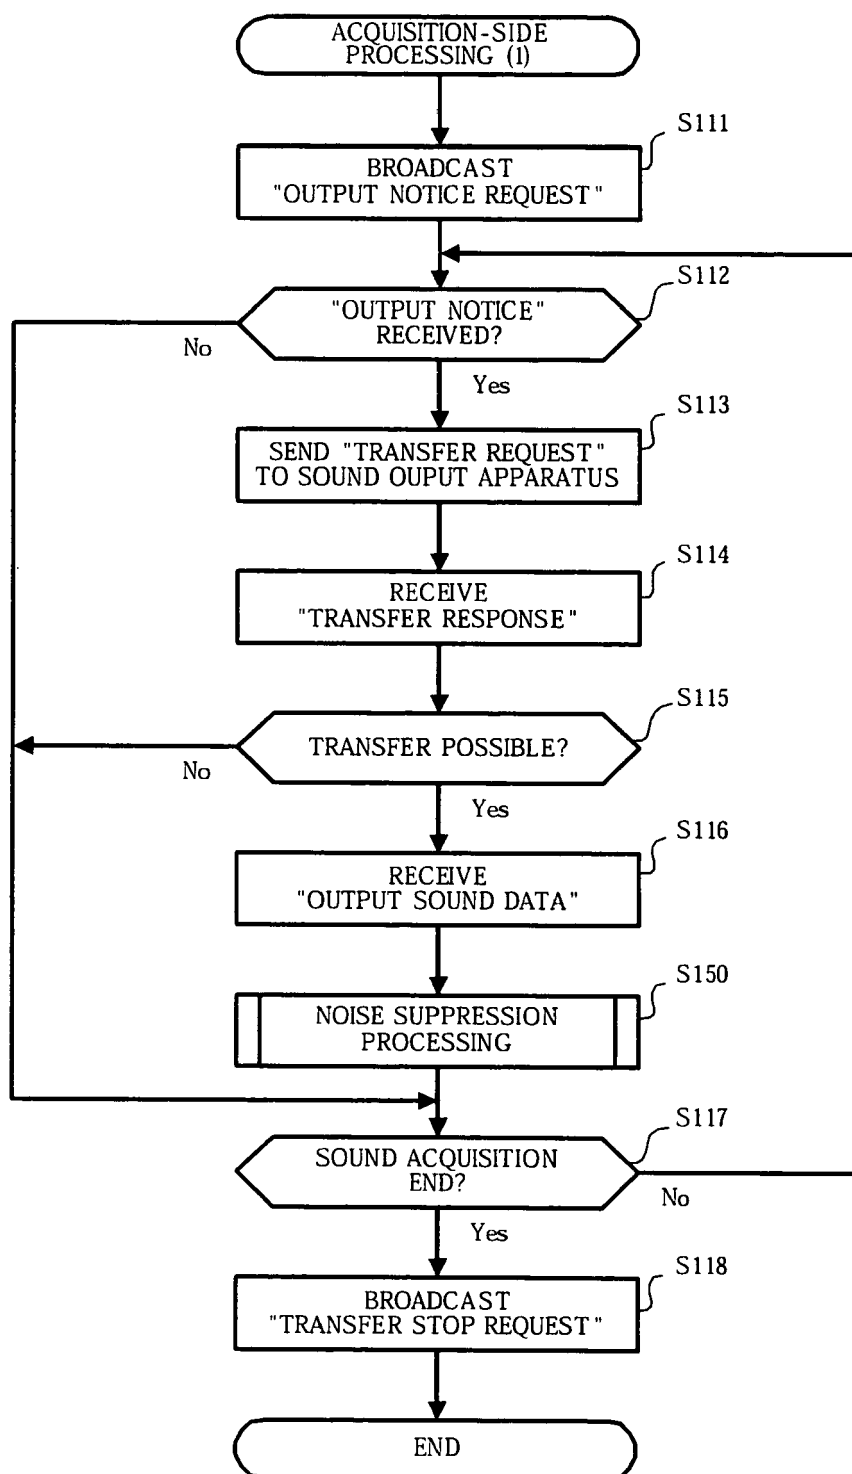 ACQUISITION-SIDE
PROCESSING (1)
S111
BROADCAST
"OUTPUT NOTICE REQUEST"
S112
"OUTPUT NOTICE"
RECEIVED?
No
Yes
S113
SEND "TRANSFER REQUEST"
TO SOUND OUPUT APPARATUS
S114
RECEIVE
"TRANSFER RESPONSE"
S115
TRANSFER POSSIBLE?
No
Yes
S116
RECEIVE
"OUTPUT SOUND DATA"
S150
NOISE SUPPRESSION
PROCESSING
S117
SOUND ACQUISITION
END?
No
Yes
S118
BROADCAST
"TRANSFER STOP REQUEST"
END